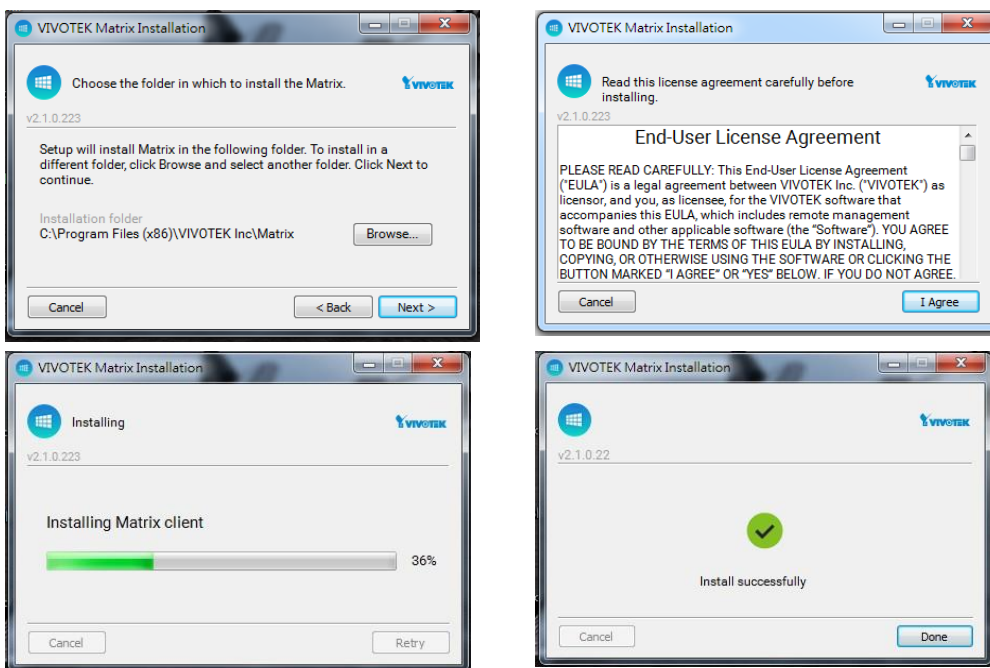 VIVOTEK Matrix Installation
Choose the folder in which to install the Matrix.
VIVOTEK
v2.1.0.223
Setup will install Matrix in the following folder. To install in a
different folder, click Browse and select another folder. Click Next to
continue.
Installation folder
C:\Program Files (x86)\VIVOTEK Inc\Matrix
Browse...
Cancel
< Back
Next >
VIVOTEK Matrix Installation
Read this license agreement carefully before
installing.
VIVOTEK
v2.1.0.223
End-User License Agreement
PLEASE READ CAREFULLY: This End-User License Agreement
("EULA") is a legal agreement between VIVOTEK Inc. ("VIVOTEK") as
licensor, and you, as licensee, for the VIVOTEK software that
accompanies this EULA, which includes remote management
software and other applicable software (the "Software"). YOU AGREE
TO BE BOUND BY THE TERMS OF THIS EULA BY INSTALLING,
COPYING, OR OTHERWISE USING THE SOFTWARE OR CLICKING THE
BUTTON MARKED "I AGREE" OR "YES" BELOW. IF YOU DO NOT AGREE.
Cancel
I Agree
VIVOTEK Matrix Installation
Installing
VIVOTEK
v2.1.0.223
Installing Matrix client
36%
Cancel
Retry
VIVOTEK Matrix Installation
VIVOTEK
v2.1.0.22
Install successfully
Cancel
Done